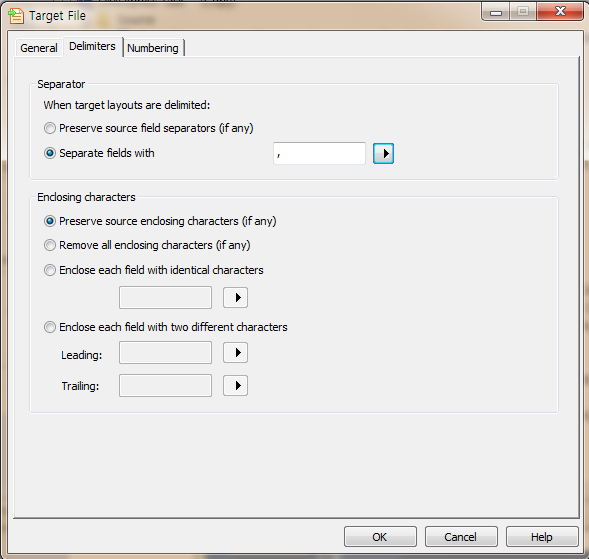 Target File
General Delimiters Numbering
Separator
When target layouts are delimited:
Preserve source field separators (if any)
Separate fields with ,
Enclosing characters
Preserve source enclosing characters (if any)
Remove all enclosing characters (if any)
Enclose each field with identical characters
Enclose each field with two different characters
Leading:
Trailing:
OK Cancel Help